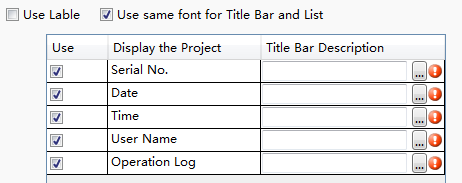 Use Lable Use same font for Title Bar and List
Use Display the Project Title Bar Description
Serial No. ...
Date ...
Time ...
User Name ...
Operation Log ...